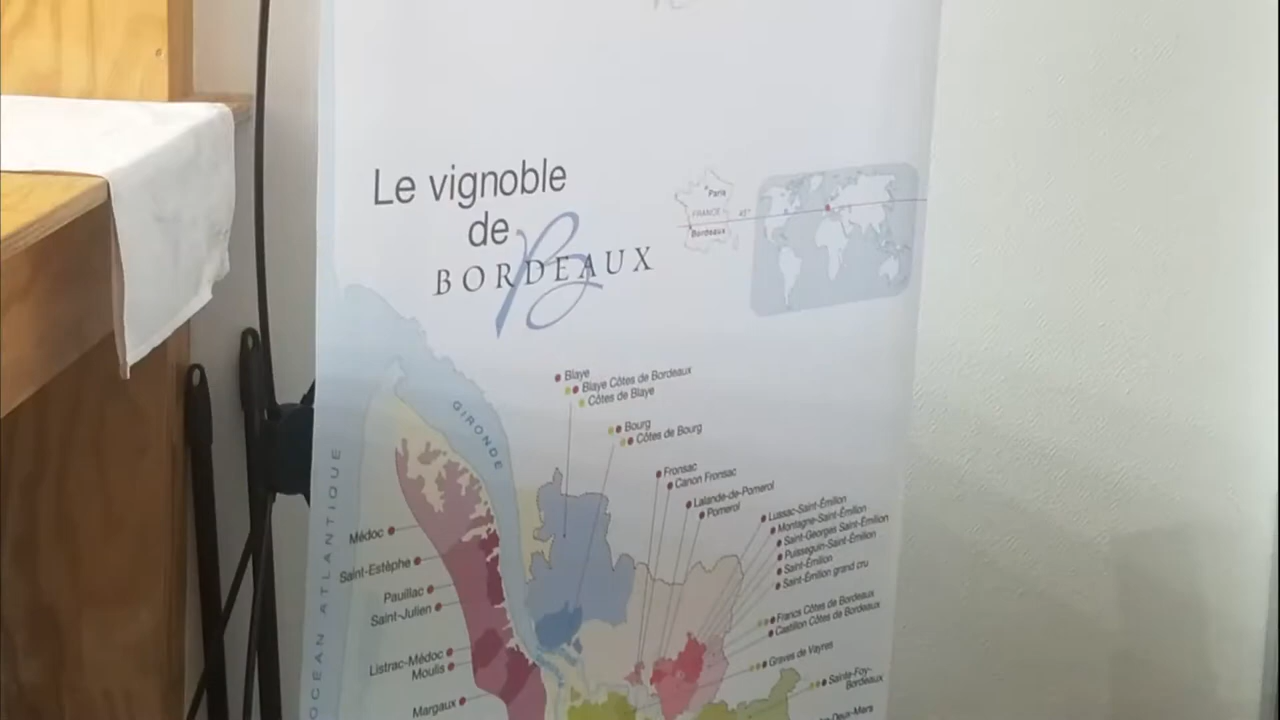 Le vignoble
de
BORDEAUX
Paris
FRANCE
45°
Bordeaux
Blaye
Blaye Côtes de Bordeaux
Côtes de Blaye
Bourg
Côtes de Bourg
GIRONDE
Fronsac
Canon Fronsac
Lalande-de-Pomerol
Pomerol
Lussac-Saint-Émilion
Montagne-Saint-Émilion
Saint-Georges Saint-Émilion
Puisseguin-Saint-Émilion
Saint-Émilion
Saint-Émilion grand cru
OCÉAN ATLANTIQUE
Médoc
Saint-Estèphe
Pauillac
Saint-Julien
Listrac-Médoc
Moulis
Margaux
Francs Côtes de Bordeaux
Castillon Côtes de Bordeaux
Graves de Vayres
Sainte-Foy-
Bordeaux